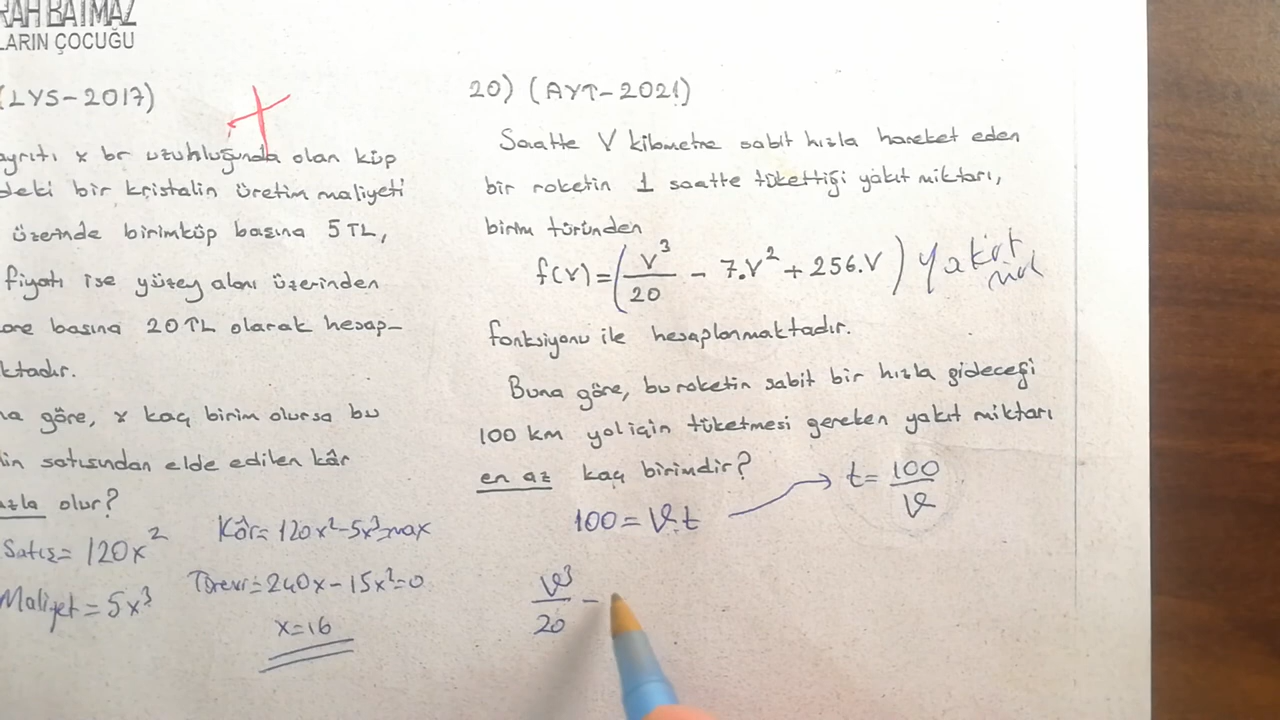 RAH BATMAZ
LARIN ÇOCUĞU
(LYS-2017)
ayrıtı x br uzunluğunda olan küp
deki bir kristalin üretim maliyeti
üzerinde birimküp başına 5 TL,
fiyatı ise yüzey alanı üzerinden
are başına 20 TL olarak hesap-
ktadır.
na göre, x kaç birim olursa bu
lin satışından elde edilen kâr
azla olur?
Satış = 120x²
Maliyet = 5x³
Kâr = 120x² - 5x³ max
Türevi = 240x - 15x² = 0
x = 16
20) (AYT-2021)
Saatte V kilometre sabit hızla hareket eden
bir roketin 1 saatte tükettiği yakıt miktarı,
birim türünden
f(v) = (v³/20 - 7.v² + 256.v) yakıt
mik
fonksiyonu ile hesaplanmaktadır.
Buna göre, bu roketin sabit bir hızla gideceği
100 km yol için tüketmesi gereken yakıt miktarı
en az kaç birimdir?
100 = V.t
t = 100/V
V³/20 -